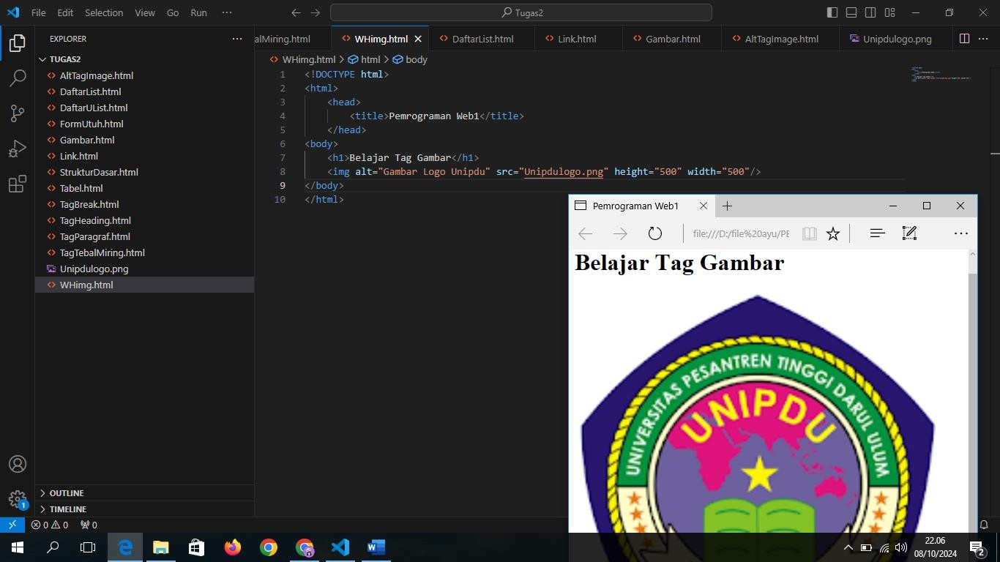 File Edit Selection View Go Run ··· Tugas2
EXPLORER ···
TUGAS2
AltTagImage.html
DaftarList.html
DaftarUList.html
FormUtuh.html
Gambar.html
Link.html
StrukturDasar.html
Tabel.html
TagBreak.html
TagHeading.html
TagParagraf.html
TagTebalMiring.html
Unipdulogo.png
WHimg.html
OUTLINE
TIMELINE
alMiring.html WHimg.html DaftarList.html Link.html Gambar.html AltTagImage.html Unipdulogo.png ···
WHimg.html > html > body
1 <!DOCTYPE html>
2 <html>
3 <head>
4 <title>Pemrograman Web1</title>
5 </head>
6 <body>
7 <h1>Belajar Tag Gambar</h1>
8 <img alt="Gambar Logo Unipdu" src="Unipdulogo.png" height="500" width="500"/>
9 </body>
10 </html>
Pemrograman Web1
file:///D:/file%20ayu/PE
Belajar Tag Gambar
UNIVERSITAS PESANTREN TINGGI DARUL ULUM
UNIPDU
1
0 0 0
22.06
08/10/2024
2